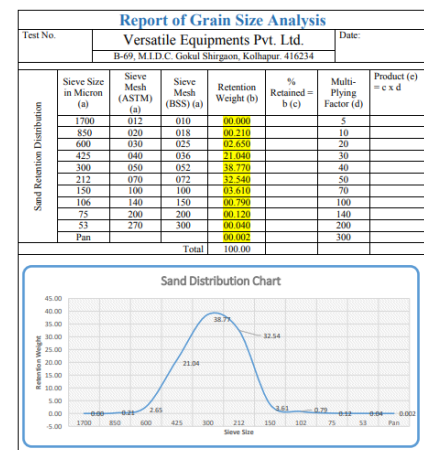 Report of Grain Size Analysis
Test No.
Versatile Equipments Pvt. Ltd.
Date:
B-69, M.I.D.C. Gokul Shirgaon, Kolhapur. 416234
Sand Retention Distribution
Sieve Size in Micron (a) Sieve Mesh (ASTM) (a) Sieve Mesh (BSS) (a) Retention Weight (b) % Retained = b (c) Multi-Plying Factor (d) Product (e) = c x d
1700 012 010 00.000 5
850 020 018 00.210 10
600 030 025 02.650 20
425 040 036 21.040 30
300 050 052 38.770 40
212 070 072 32.540 50
150 100 100 03.610 70
106 140 150 00.790 100
75 200 200 00.120 140
53 270 300 00.040 200
Pan 00.002 300
Total 100.00
Sand Distribution Chart
Retention Weight
45.00
40.00
35.00
30.00
25.00
20.00
15.00
10.00
5.00
0.00
-5.00
0.00 0.21 2.65 21.04 38.77 32.54 3.61 0.79 0.12 0.04 0.002
1700 850 600 425 300 212 150 102 75 53 Pan
Sieve Size